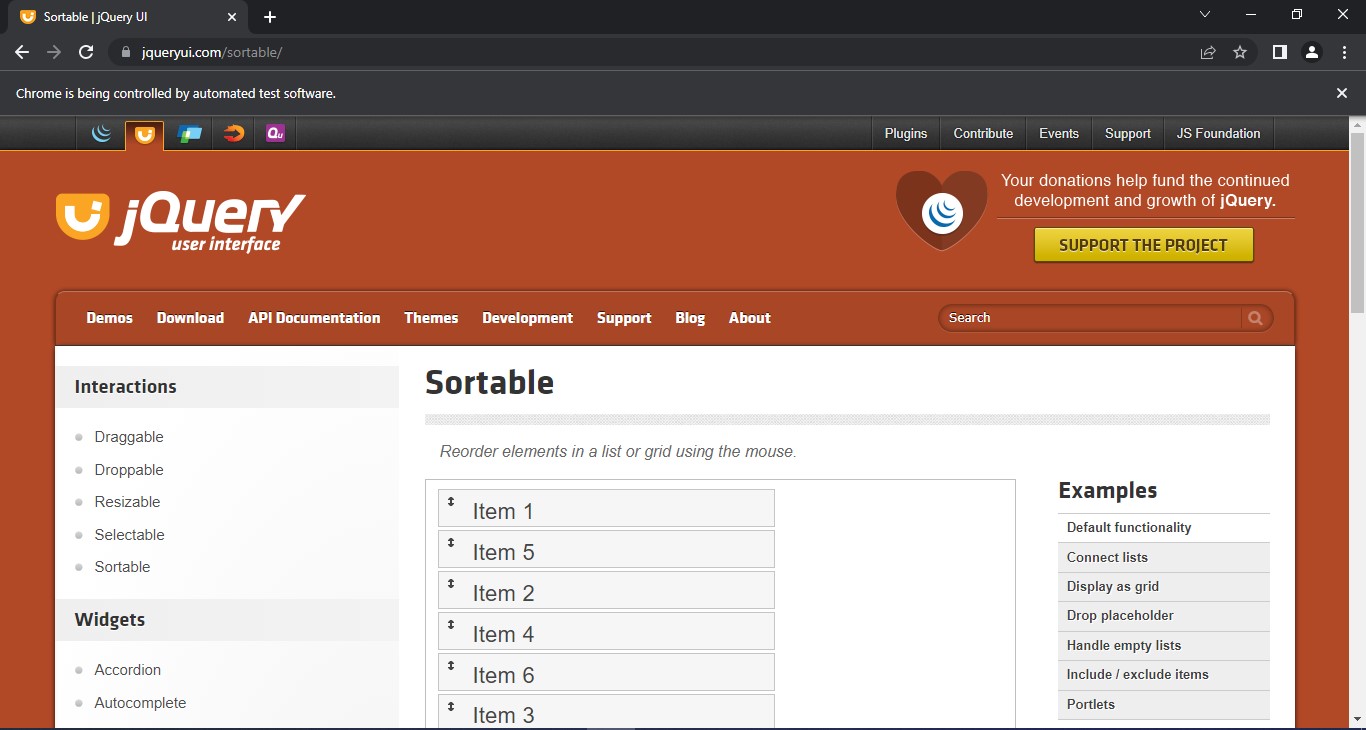 Sortable | jQuery UI
jqueryui.com/sortable/
Chrome is being controlled by automated test software.
Qu
Plugins
Contribute
Events
Support
JS Foundation
jQuery
user interface
Your donations help fund the continued
development and growth of jQuery.
SUPPORT THE PROJECT
Demos
Download
API Documentation
Themes
Development
Support
Blog
About
Search
Interactions
Draggable
Droppable
Resizable
Selectable
Sortable
Widgets
Accordion
Autocomplete
Sortable
Reorder elements in a list or grid using the mouse.
Item 1
Item 5
Item 2
Item 4
Item 6
Item 3
Examples
Default functionality
Connect lists
Display as grid
Drop placeholder
Handle empty lists
Include / exclude items
Portlets